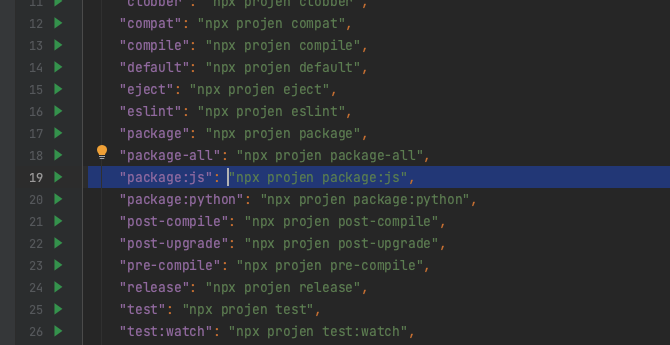 11 "clobber": "npx projen clobber",
12 "compat": "npx projen compat",
13 "compile": "npx projen compile",
14 "default": "npx projen default",
15 "eject": "npx projen eject",
16 "eslint": "npx projen eslint",
17 "package": "npx projen package",
18 "package-all": "npx projen package-all",
19 "package:js": "npx projen package:js",
20 "package:python": "npx projen package:python",
21 "post-compile": "npx projen post-compile",
22 "post-upgrade": "npx projen post-upgrade",
23 "pre-compile": "npx projen pre-compile",
24 "release": "npx projen release",
25 "test": "npx projen test",
26 "test:watch": "npx projen test:watch",